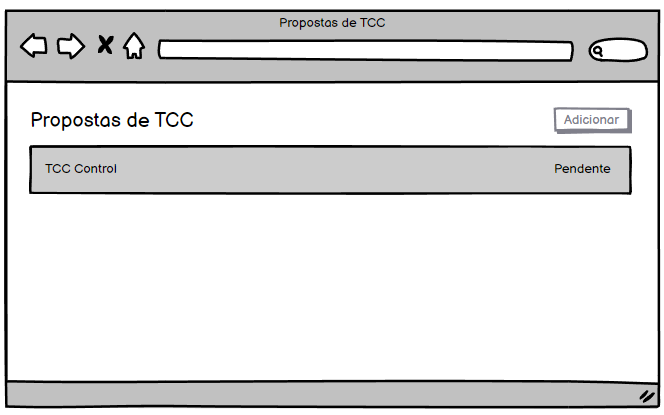 Propostas de TCC
Propostas de TCC
Adicionar
TCC Control
Pendente